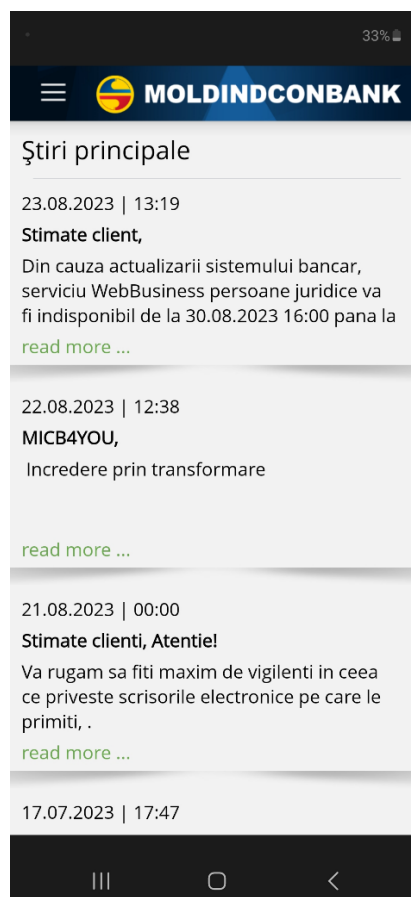 33%
MOLDINDCONBANK
Ştiri principale
23.08.2023 | 13:19
Stimate client,
Din cauza actualizarii sistemului bancar,
serviciu WebBusiness persoane juridice va
fi indisponibil de la 30.08.2023 16:00 pana la
read more ...
22.08.2023 | 12:38
MICB4YOU,
Incredere prin transformare
read more ...
21.08.2023 | 00:00
Stimate clienti, Atentie!
Va rugam sa fiti maxim de vigilenti in ceea
ce priveste scrisorile electronice pe care le
primiti, .
read more ...
17.07.2023 | 17:47